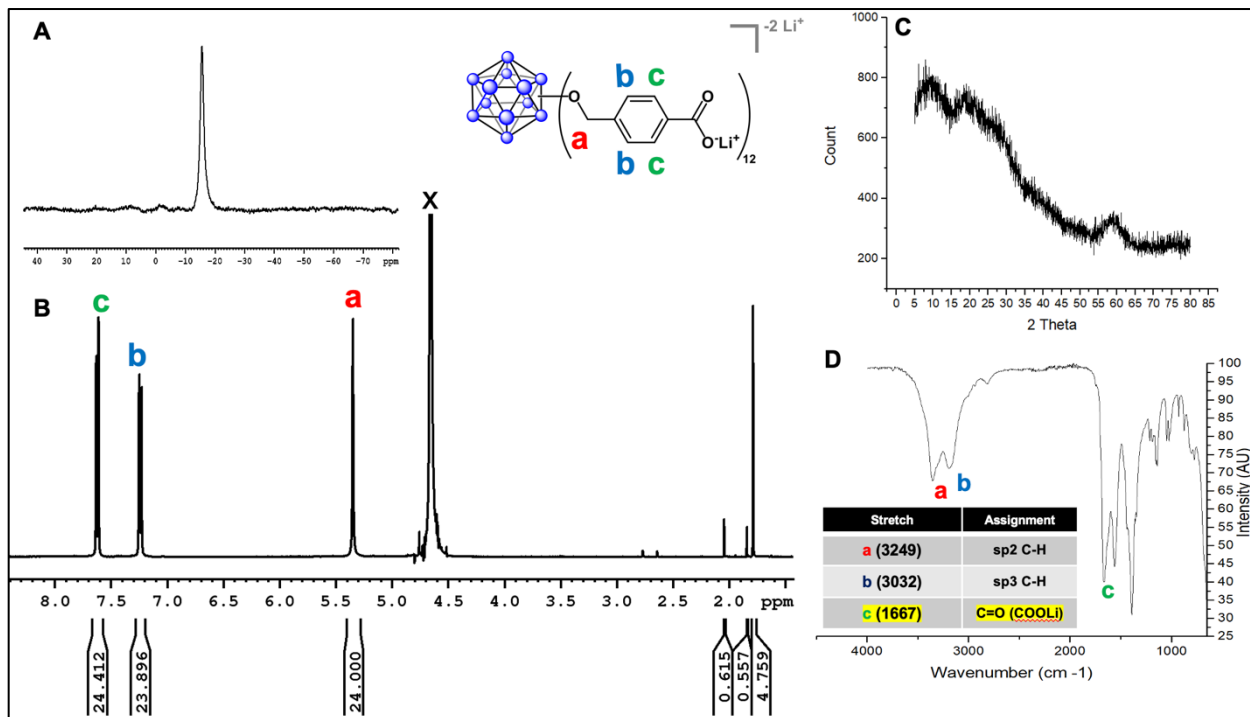 A
-2 Li+
b c
O
O
a
O-Li+
12
b c
X
40 30 20 10 0 -10 -20 -30 -40 -50 -60 -70 ppm
B
c
b
a
8.0 7.5 7.0 6.5 6.0 5.5 5.0 4.5 4.0 3.5 3.0 2.5 2.0 ppm
24.412
23.896
24.000
0.615
0.557
4.759
C
1000
800
600
400
200
Count
0 5 10 15 20 25 30 35 40 45 50 55 60 65 70 75 80 85
2 Theta
D
100
95
90
85
80
75
70
65
60
55
50
45
40
35
30
25
Intensity (AU)
a b
c
Stretch Assignment
a (3249) sp2 C-H
b (3032) sp3 C-H
c (1667) C=O (COOLi)
4000 3000 2000 1000
Wavenumber (cm -1)